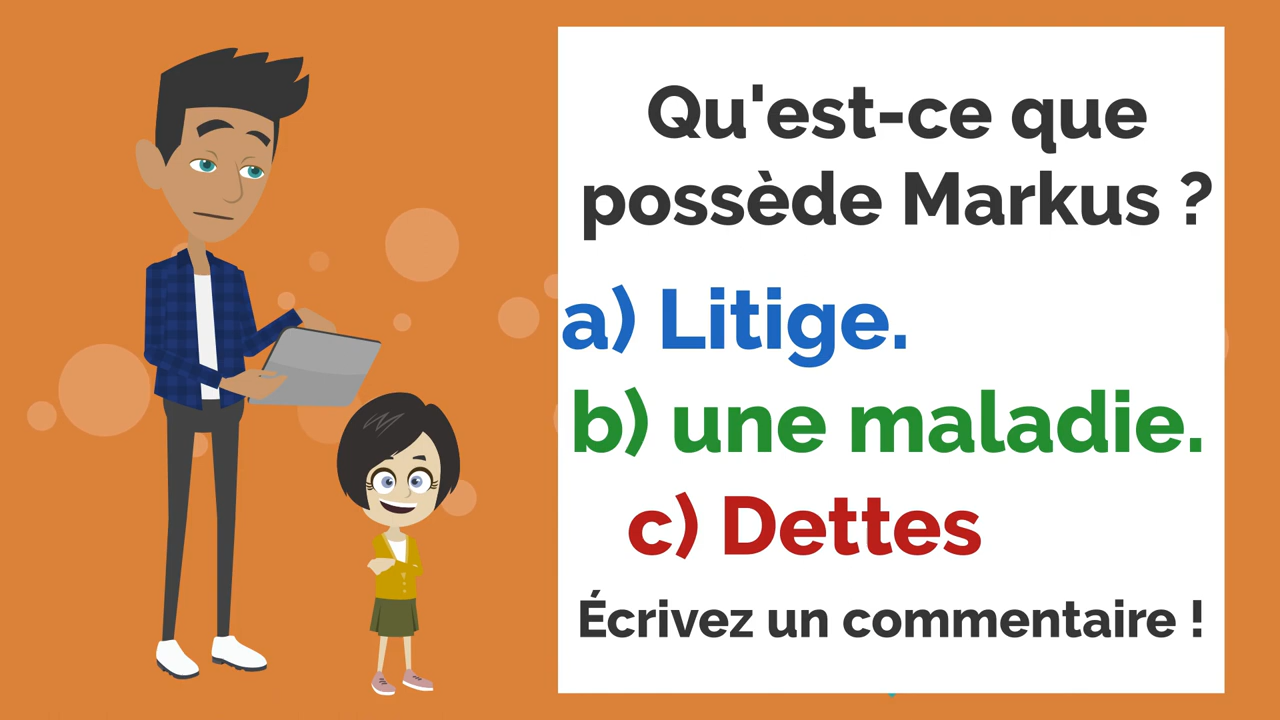 Qu'est-ce que
possède Markus ?
a) Litige.
b) une maladie.
c) Dettes
Écrivez un commentaire !